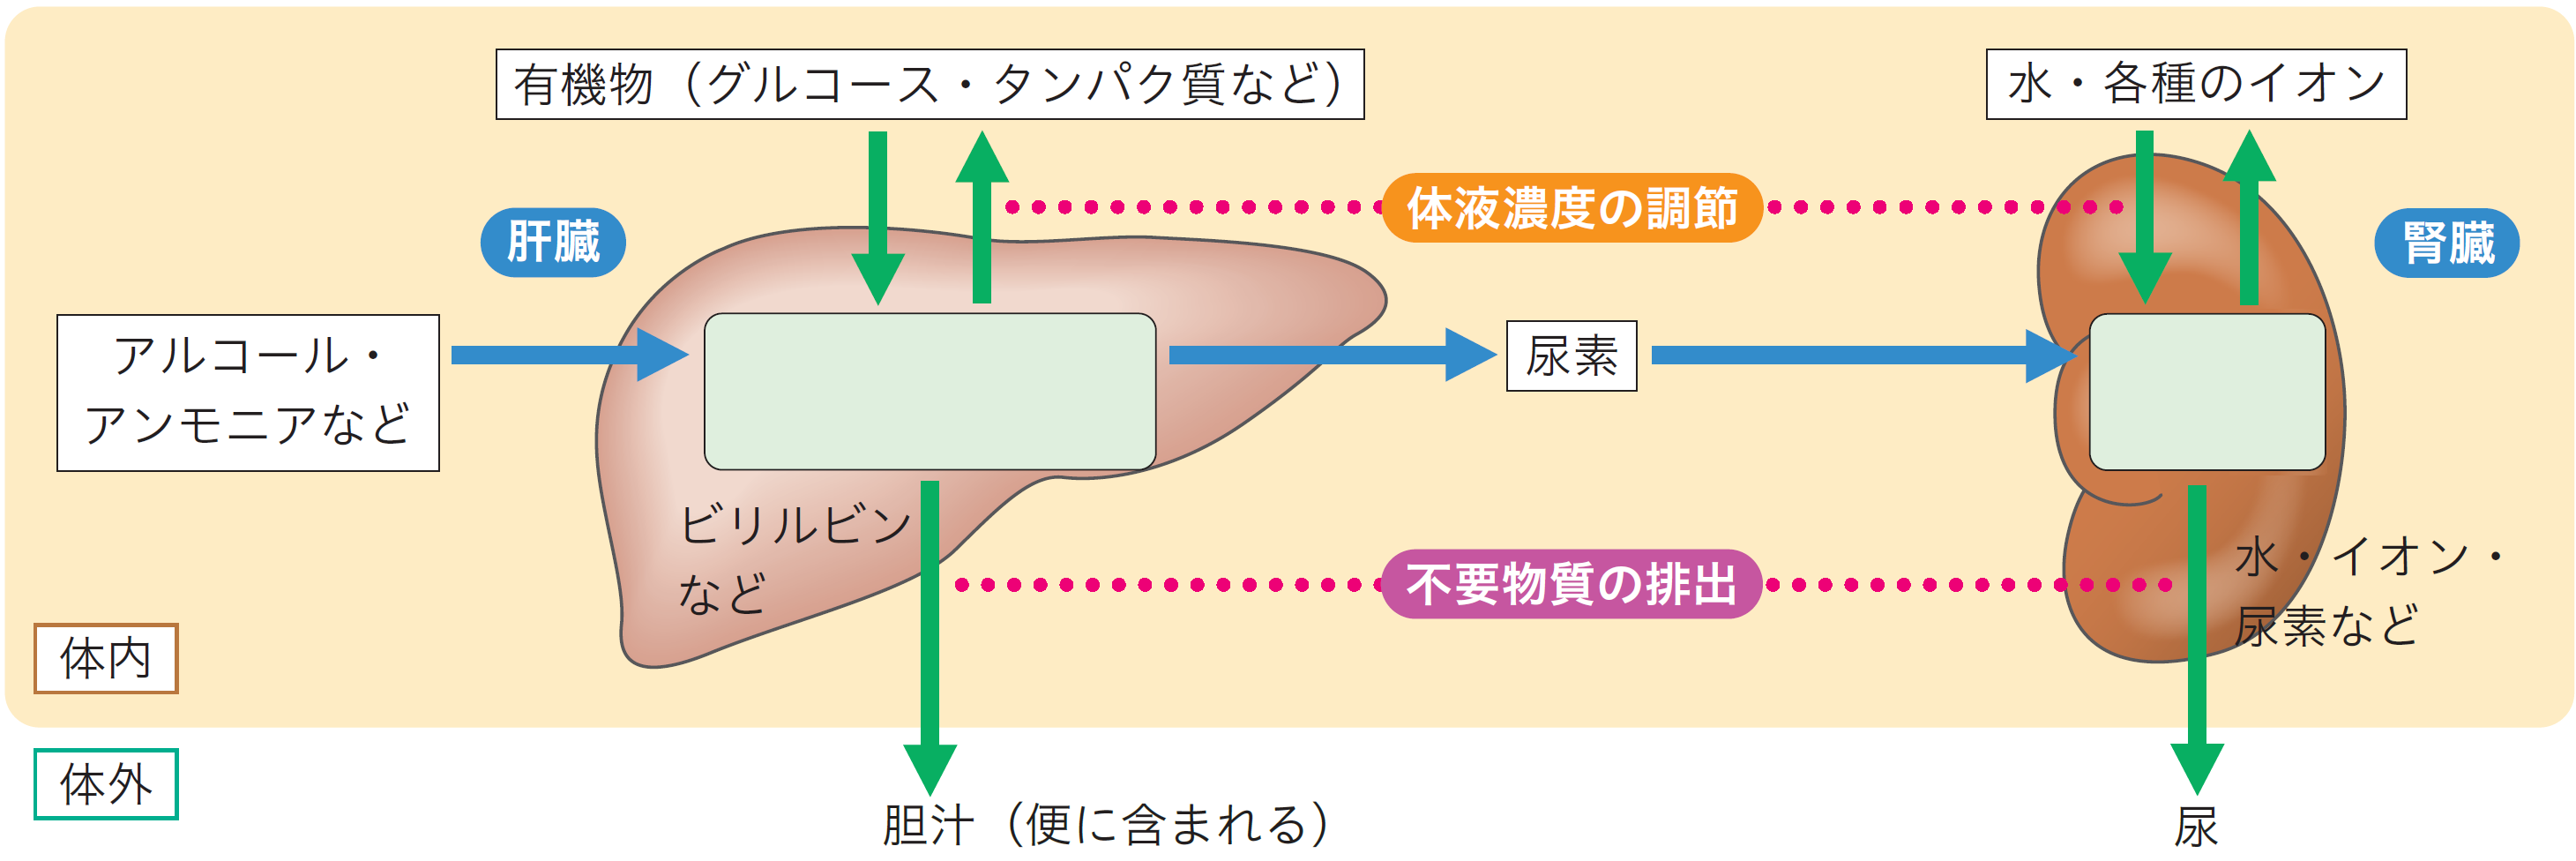 有機物（グルコース・タンパク質など）
水・各種のイオン
体液濃度の調節
肝臓
腎臓
アルコール・
アンモニアなど
尿素
ビリルビン
など
不要物質の排出
水・イオン・
尿素など
体内
体外
胆汁（便に含まれる）
尿